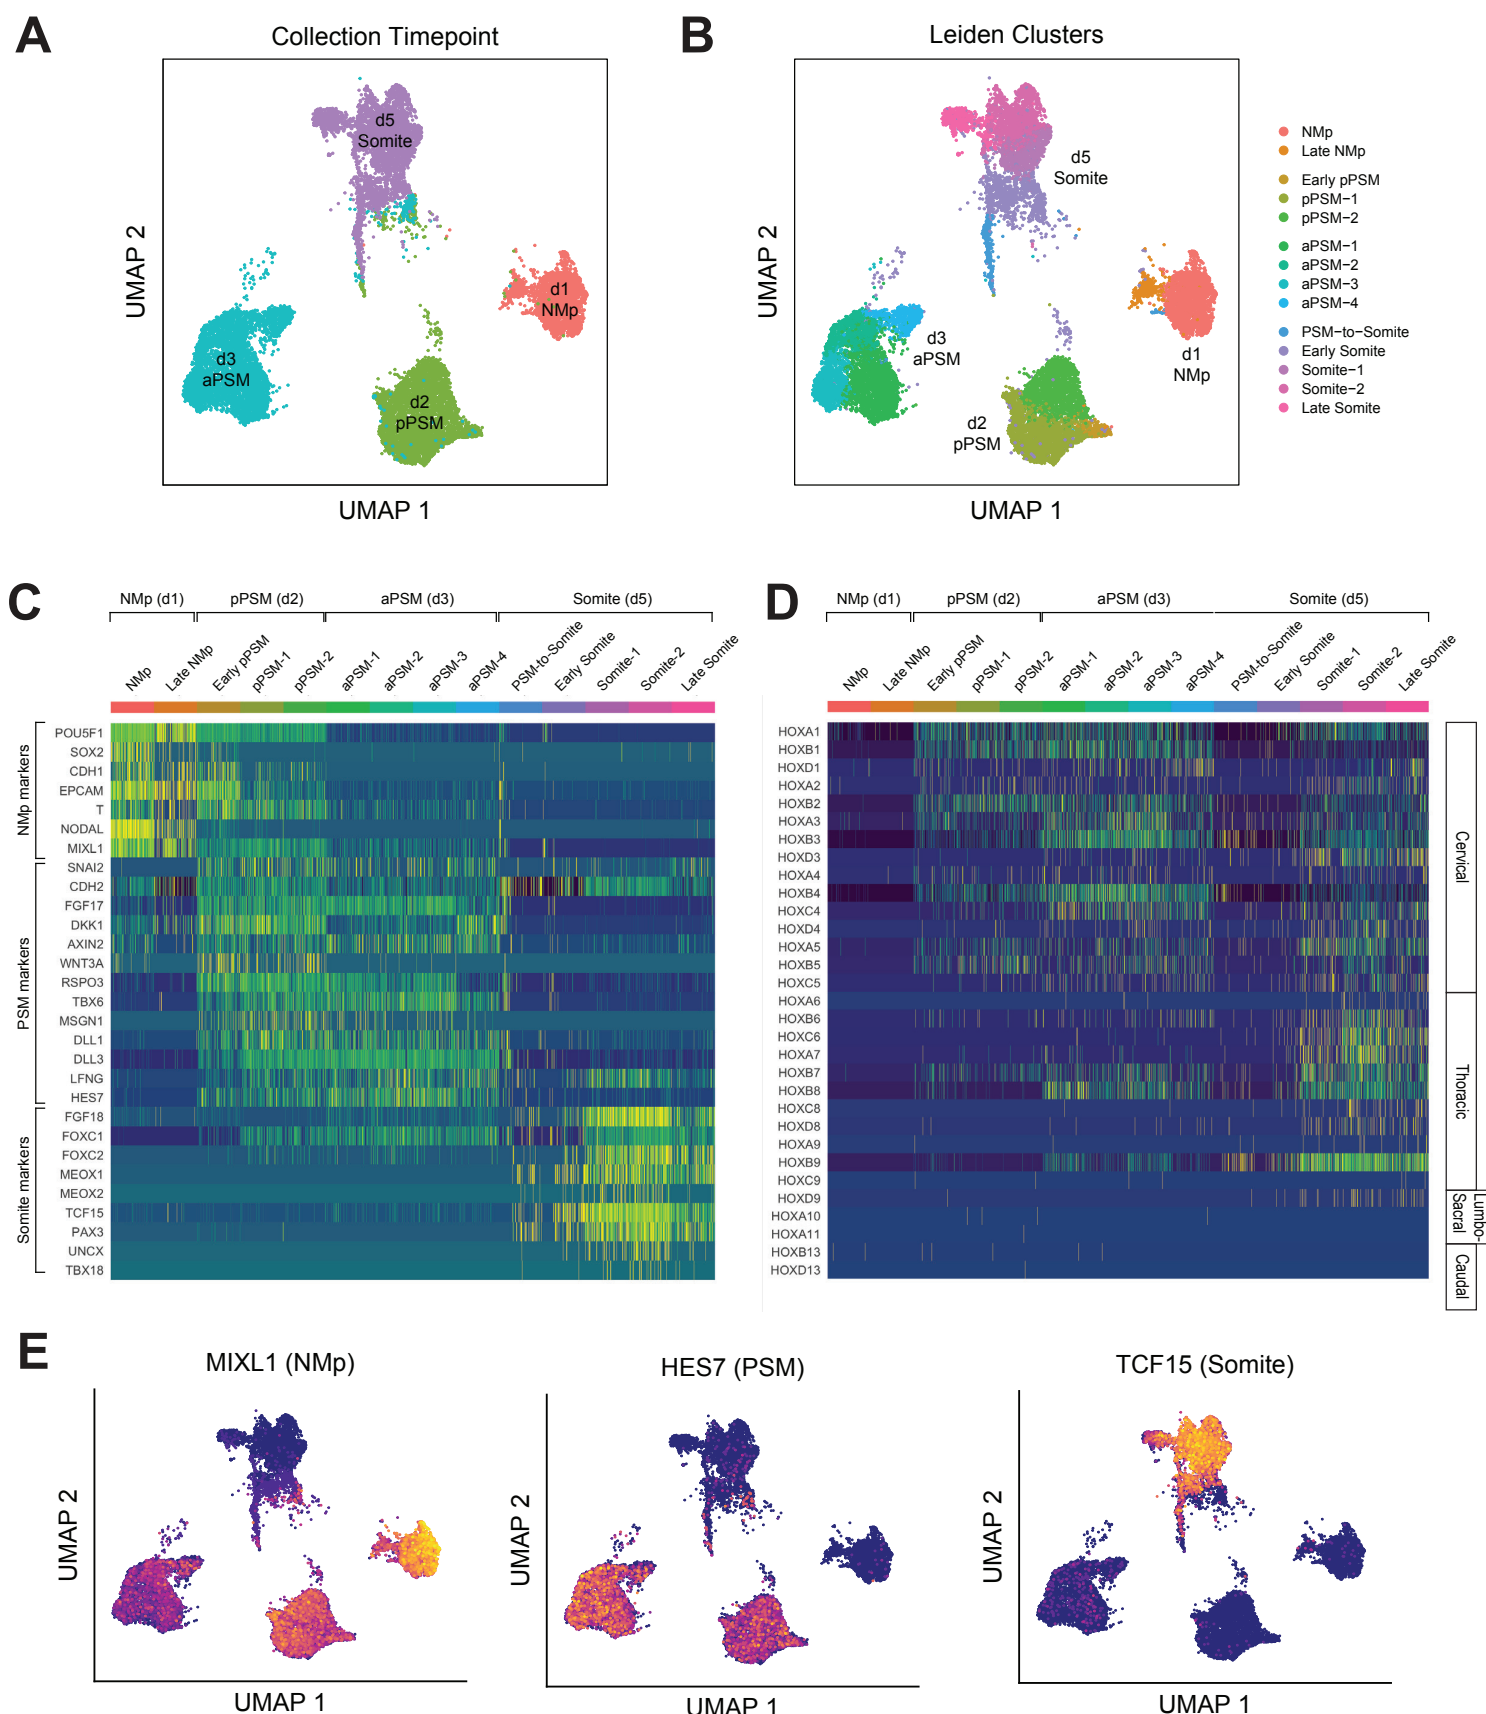 A
Collection Timepoint
d5
Somite
d1
NMp
d3
aPSM
d2
pPSM
UMAP 2
UMAP 1
B
Leiden Clusters
d5
Somite
d3
aPSM
d1
NMp
d2
pPSM
UMAP 2
UMAP 1
NMp
Late NMp
Early pPSM
pPSM−1
pPSM−2
aPSM−1
aPSM−2
aPSM−3
aPSM−4
PSM−to−Somite
Early Somite
Somite−1
Somite−2
Late Somite
C
NMp (d1)
pPSM (d2)
aPSM (d3)
Somite (d5)
NMp
Late NMp
Early pPSM
pPSM-1
pPSM-2
aPSM-1
aPSM-2
aPSM-3
aPSM-4
PSM-to-Somite
Early Somite
Somite-1
Somite-2
Late Somite
NMp markers
POU5F1
SOX2
CDH1
EPCAM
T
NODAL
MIXL1
PSM markers
SNAI2
CDH2
FGF17
DKK1
AXIN2
WNT3A
RSPO3
TBX6
MSGN1
DLL1
DLL3
LFNG
HES7
Somite markers
FGF18
FOXC1
FOXC2
MEOX1
MEOX2
TCF15
PAX3
UNCX
TBX18
D
NMp (d1)
pPSM (d2)
aPSM (d3)
Somite (d5)
NMp
Late NMp
Early pPSM
pPSM-1
pPSM-2
aPSM-1
aPSM-2
aPSM-3
aPSM-4
PSM-to-Somite
Early Somite
Somite-1
Somite-2
Late Somite
HOXA1
HOXB1
HOXD1
HOXA2
HOXB2
HOXA3
HOXB3
HOXD3
HOXA4
HOXB4
HOXC4
HOXD4
HOXA5
HOXB5
HOXC5
HOXA6
HOXB6
HOXC6
HOXA7
HOXB7
HOXB8
HOXC8
HOXD8
HOXA9
HOXB9
HOXC9
HOXD9
HOXA10
HOXA11
HOXB13
HOXD13
Cervical
Thoracic
Lumbo-
Sacral
Caudal
E
MIXL1 (NMp)
UMAP 2
UMAP 1
HES7 (PSM)
UMAP 2
UMAP 1
TCF15 (Somite)
UMAP 2
UMAP 1